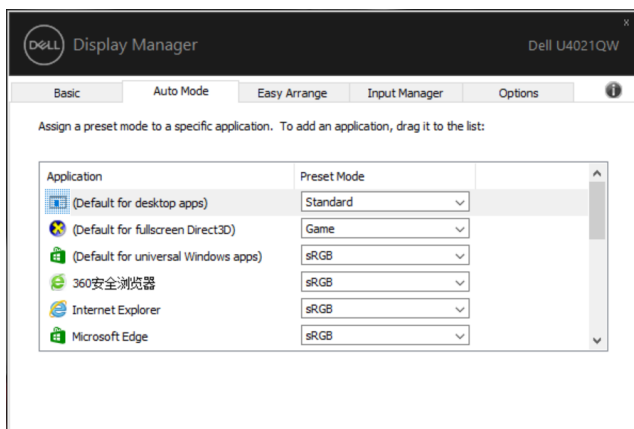 DELL Display Manager Dell U4021QW
x
Basic Auto Mode Easy Arrange Input Manager Options i
Assign a preset mode to a specific application. To add an application, drag it to the list:
Application Preset Mode
(Default for desktop apps) Standard
(Default for fullscreen Direct3D) Game
(Default for universal Windows apps) sRGB
360安全浏览器 sRGB
Internet Explorer sRGB
Microsoft Edge sRGB